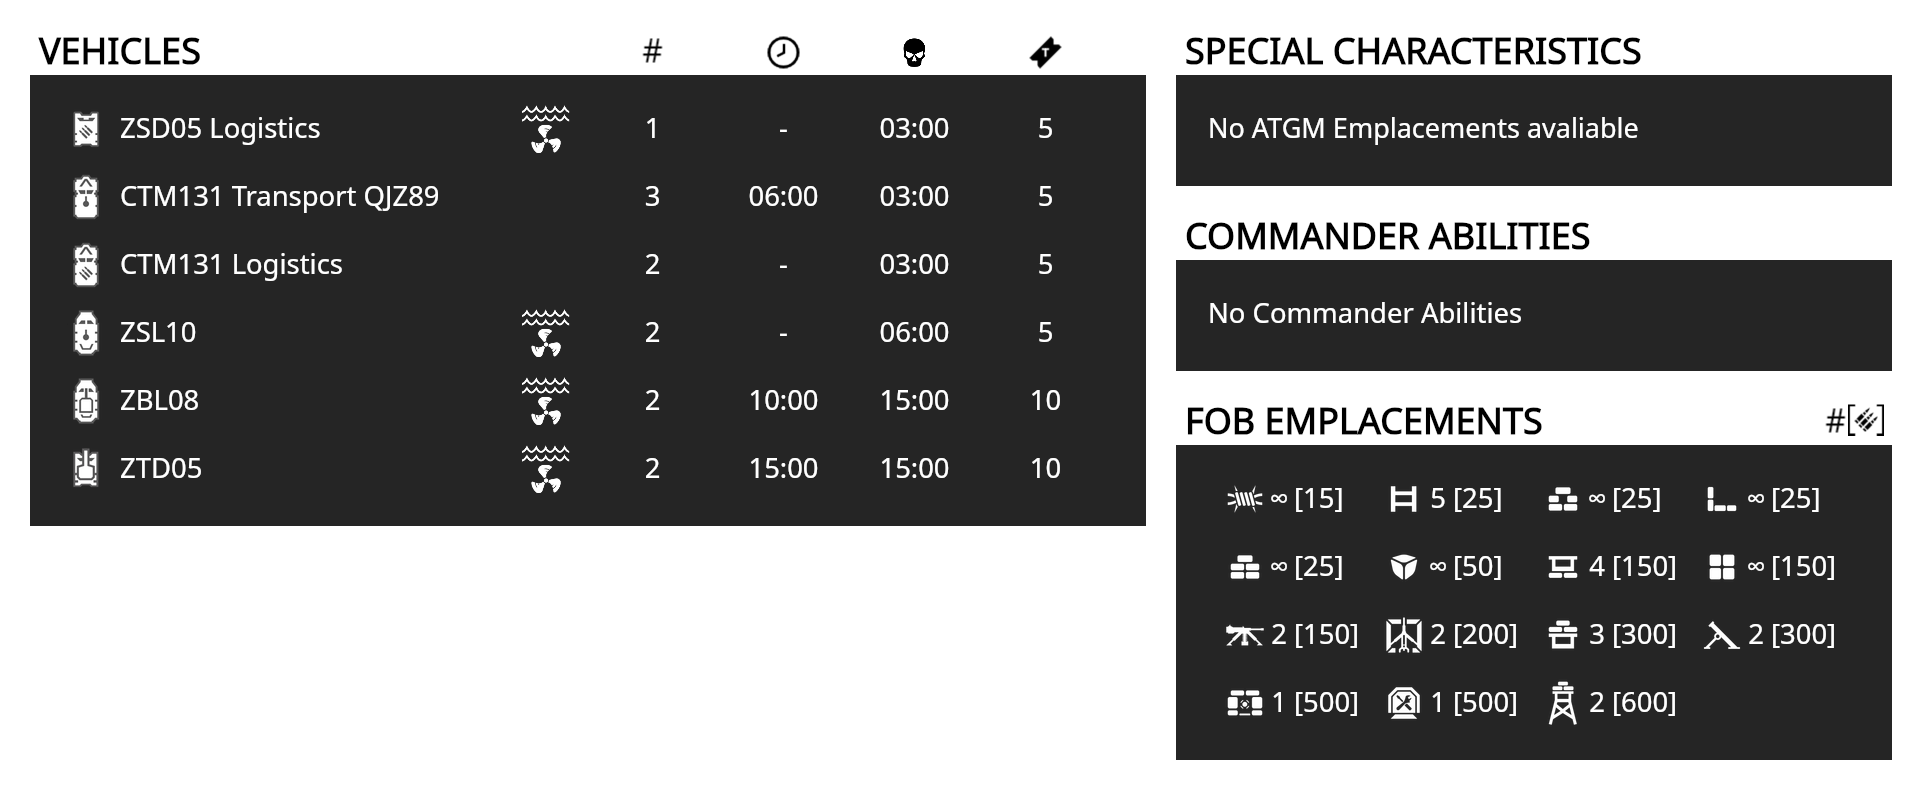 VEHICLES #
ZSD05 Logistics 1 - 03:00 5
CTM131 Transport QJZ89 3 06:00 03:00 5
CTM131 Logistics 2 - 03:00 5
ZSL10 2 - 06:00 5
ZBL08 2 10:00 15:00 10
ZTD05 2 15:00 15:00 10
SPECIAL CHARACTERISTICS
No ATGM Emplacements avaliable
COMMANDER ABILITIES
No Commander Abilities
FOB EMPLACEMENTS #[ ]
∞ [15] 5 [25] ∞ [25] ∞ [25]
∞ [25] ∞ [50] 4 [150] ∞ [150]
2 [150] 2 [200] 3 [300] 2 [300]
1 [500] 1 [500] 2 [600]